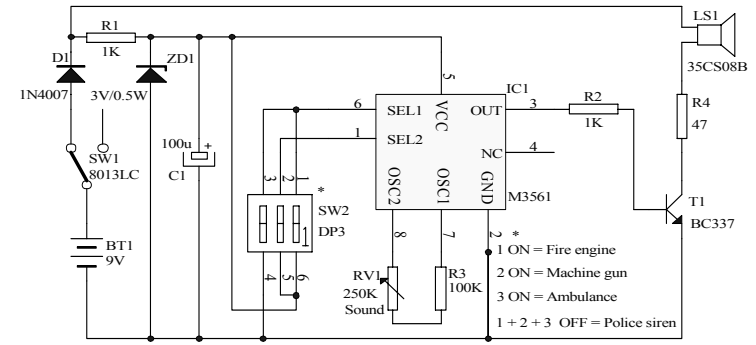 LS1
35CS08B
R1
1K
D1
1N4007
ZD1
3V/0.5W
SW1
8013LC
BT1
9V
100u
+
C1
5
IC1
6
SEL1
VCC
OUT
3
1
SEL2
NC
4
OSC2
OSC1
GND
M3561
R2
1K
R4
47
T1
BC337
3
2
1
*
SW2
DP3
1
4
5
6
8
7
2
*
RV1
250K
Sound
R3
100K
1 ON = Fire engine
2 ON = Machine gun
3 ON = Ambulance
1 + 2 + 3 OFF = Police siren